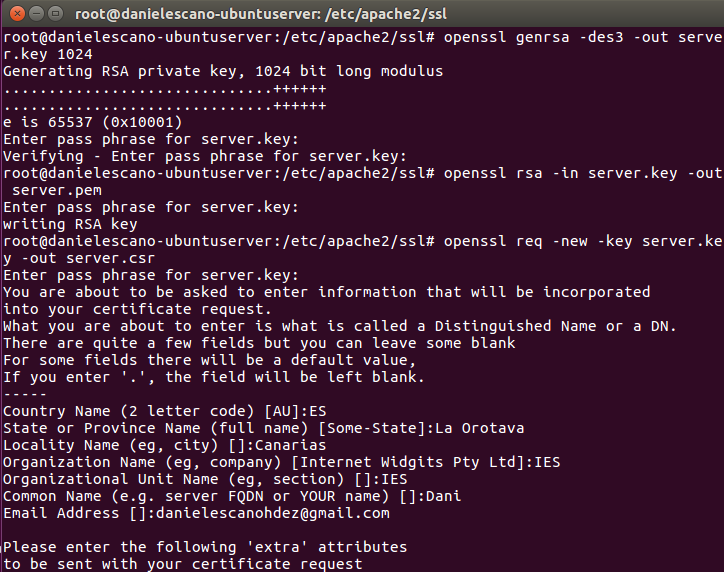 root@danielescano-ubuntuserver: /etc/apache2/ssl
root@danielescano-ubuntuserver:/etc/apache2/ssl# openssl genrsa -des3 -out serve
r.key 1024
Generating RSA private key, 1024 bit long modulus
..............................++++++
..............................++++++
e is 65537 (0x10001)
Enter pass phrase for server.key:
Verifying - Enter pass phrase for server.key:
root@danielescano-ubuntuserver:/etc/apache2/ssl# openssl rsa -in server.key -out
 server.pem
Enter pass phrase for server.key:
writing RSA key
root@danielescano-ubuntuserver:/etc/apache2/ssl# openssl req -new -key server.ke
y -out server.csr
Enter pass phrase for server.key:
You are about to be asked to enter information that will be incorporated
into your certificate request.
What you are about to enter is what is called a Distinguished Name or a DN.
There are quite a few fields but you can leave some blank
For some fields there will be a default value,
If you enter '.', the field will be left blank.
-----
Country Name (2 letter code) [AU]:ES
State or Province Name (full name) [Some-State]:La Orotava
Locality Name (eg, city) []:Canarias
Organization Name (eg, company) [Internet Widgits Pty Ltd]:IES
Organizational Unit Name (eg, section) []:IES
Common Name (e.g. server FQDN or YOUR name) []:Dani
Email Address []:danielescanohdez@gmail.com

Please enter the following 'extra' attributes
to be sent with your certificate request